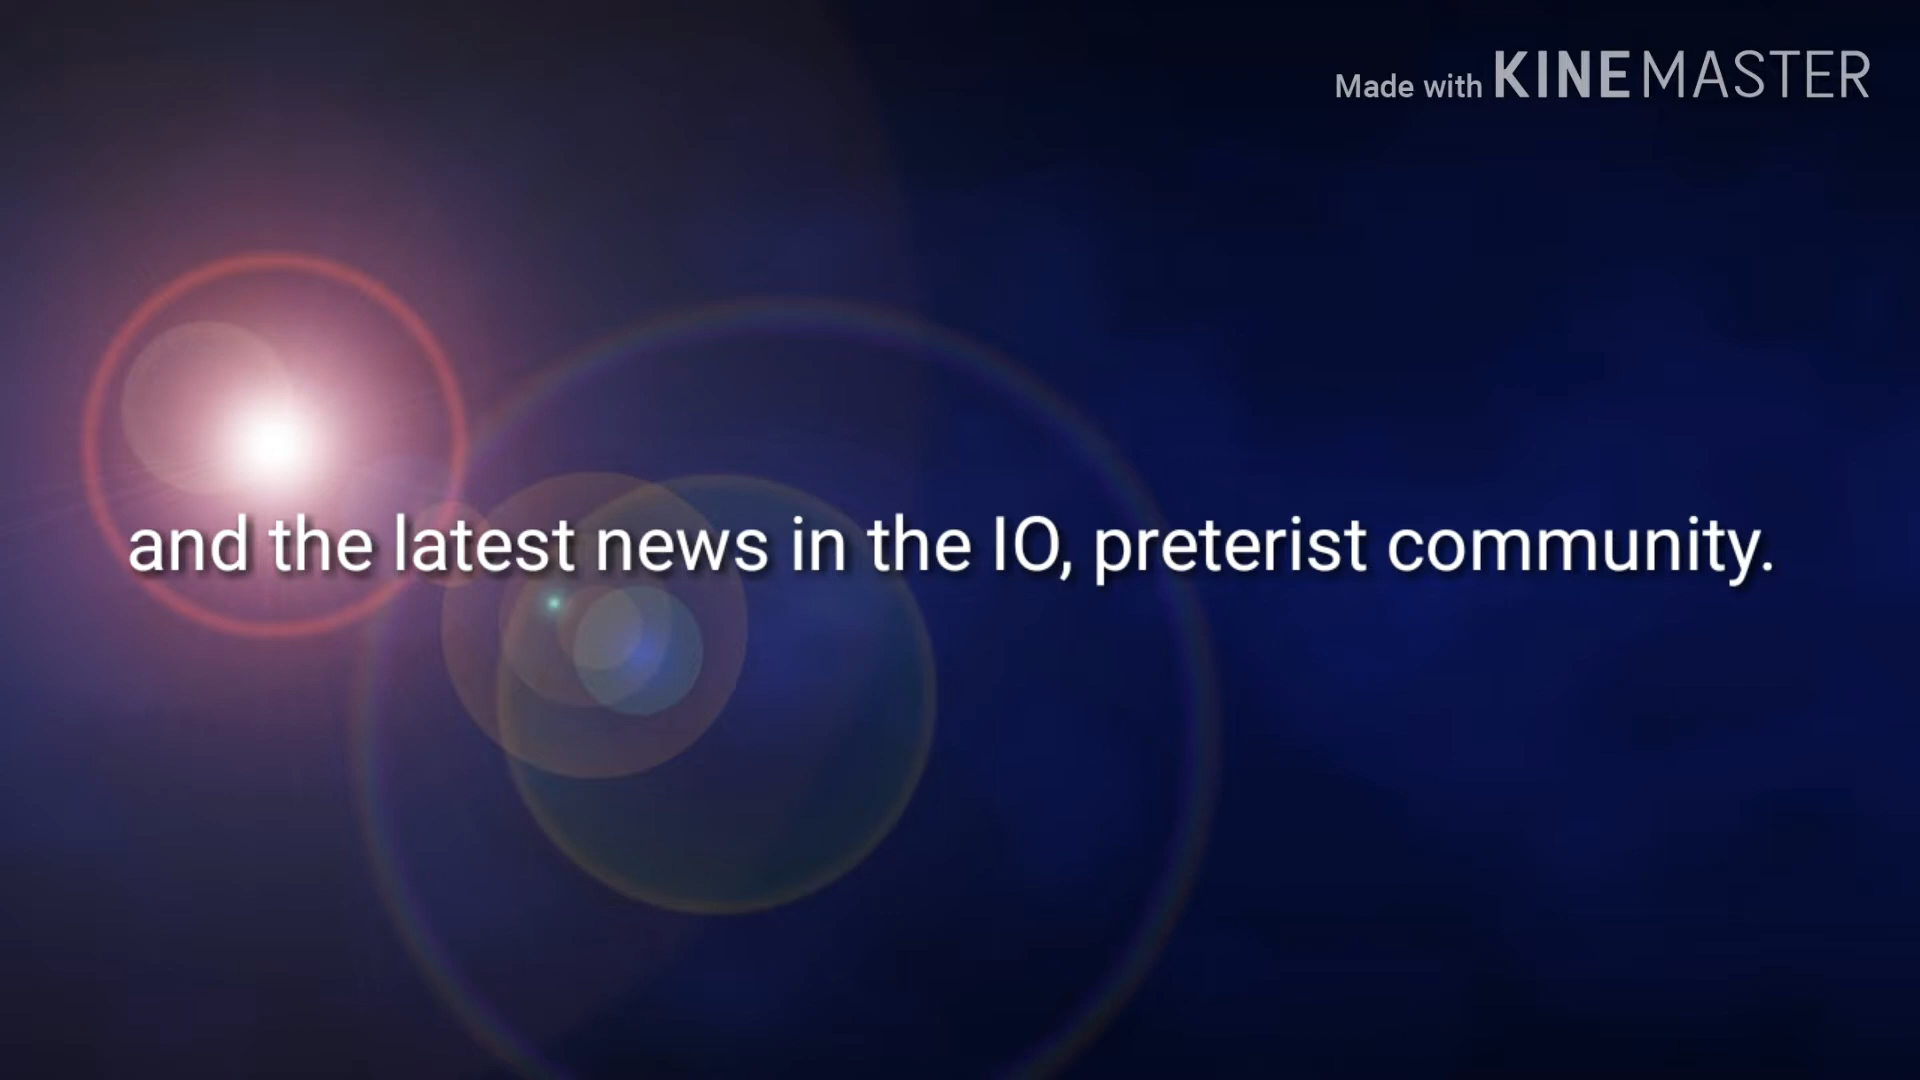 Made with KINEMASTER
and the latest news in the IO, preterist community.